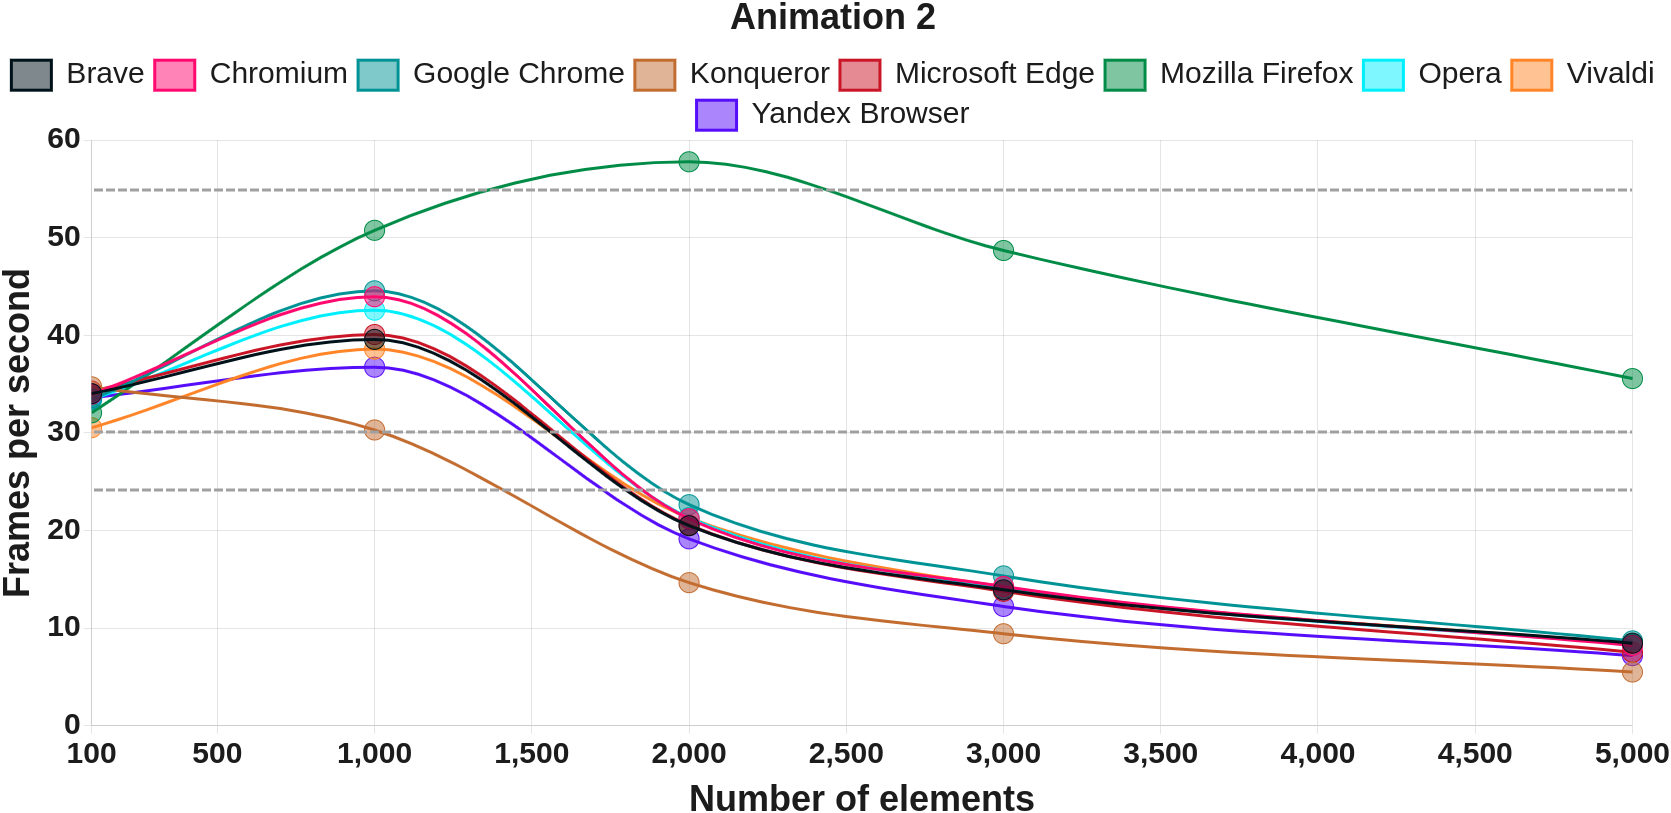 Animation 2
Brave Chromium Google Chrome Konqueror Microsoft Edge Mozilla Firefox Opera Vivaldi
Yandex Browser
60
50
40
30
20
10
0
Frames per second
100 500 1,000 1,500 2,000 2,500 3,000 3,500 4,000 4,500 5,000
Number of elements